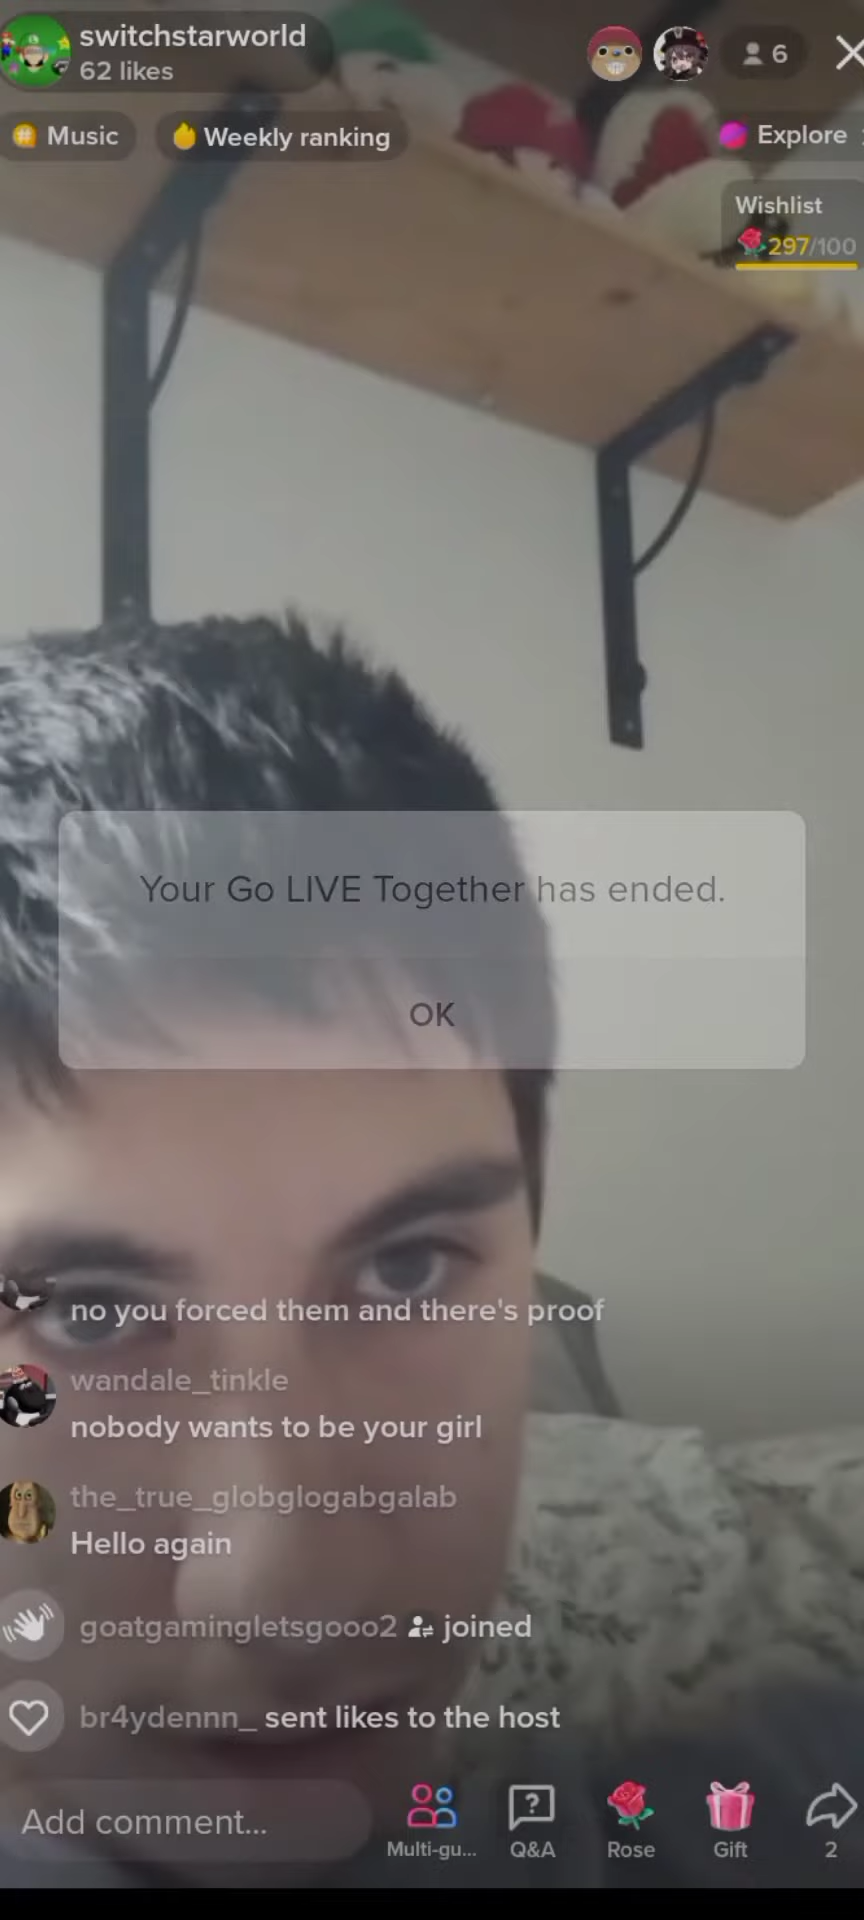 switchstarworld
62 likes
6
Music
Weekly ranking
Explore
Wishlist
297/100
Your Go LIVE Together has ended.
OK
no you forced them and there's proof
wandale_tinkle
nobody wants to be your girl
the_true_globglogabgalab
Hello again
goatgamingletsgooo2 joined
br4ydennn_ sent likes to the host
Add comment...
Multi-gu...
Q&A
Rose
Gift
2